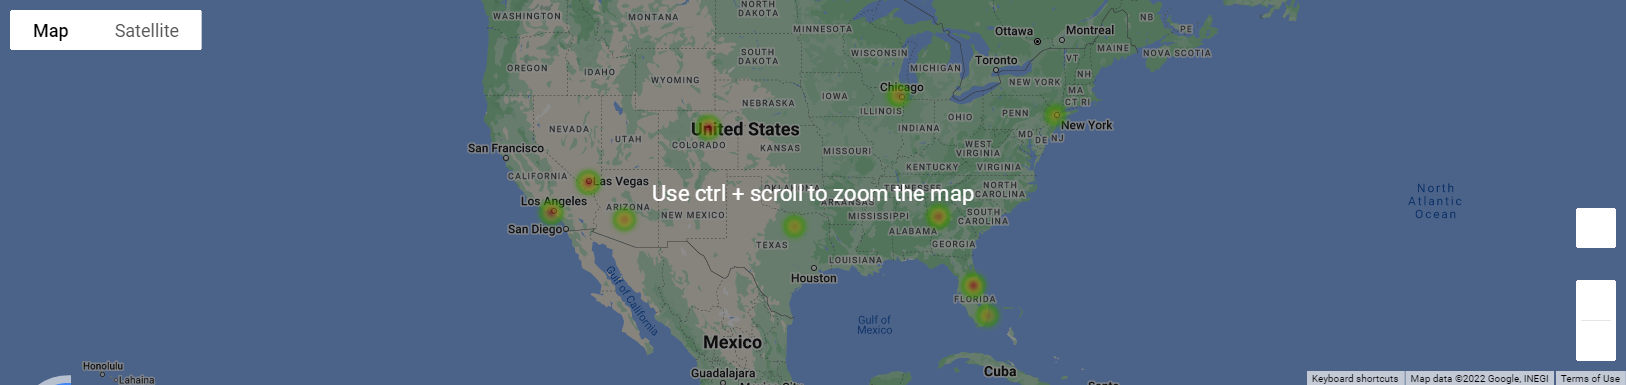 Map
Satellite
WASHINGTON
MONTANA
NORTH
DAKOTA
MINNESOTA
Ottawa
Montreal
NB
PE
NOVA SCOTIA
MAINE
OREGON
IDAHO
SOUTH
DAKOTA
WISCONSIN
MICHIGAN
Toronto
VT
NH
WYOMING
NEW YORK
MA
CT RI
Chicago
IOWA
NEBRASKA
ILLINOIS
OHIO
PENN
New York
NEVADA
United States
INDIANA
MD
DE
NJ
UTAH
COLORADO
KANSAS
MISSOURI
WEST
VIRGINIA
San Francisco
KENTUCKY
VIRGINIA
CALIFORNIA
Las Vegas
OKLAHOMA
TENNESSEE
NORTH
CAROLINA
Use ctrl + scroll to zoom the map
North
Atlantic
Ocean
Los Angeles
ARIZONA
NEW MEXICO
ARKANSAS
MISSISSIPPI
SOUTH
CAROLINA
San Diego
ALABAMA
TEXAS
GEORGIA
LOUISIANA
Houston
Gulf of California
FLORIDA
Gulf of
Mexico
Mexico
Honolulu
Lahaina
Guadalajara
Mexico City
Cuba
Santo
Keyboard shortcuts
Map data ©2022 Google, INEGI
Terms of Use